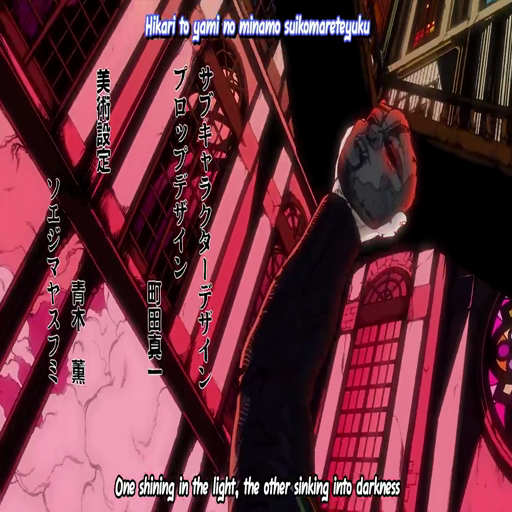 Hikari to yami no minamo suikomareteyuku
サブキャラクターデザイン
プロップデザイン
町田真一
美術設定
青木 薫
ソエジマヤスフミ
One shining in the light, the other sinking into darkness